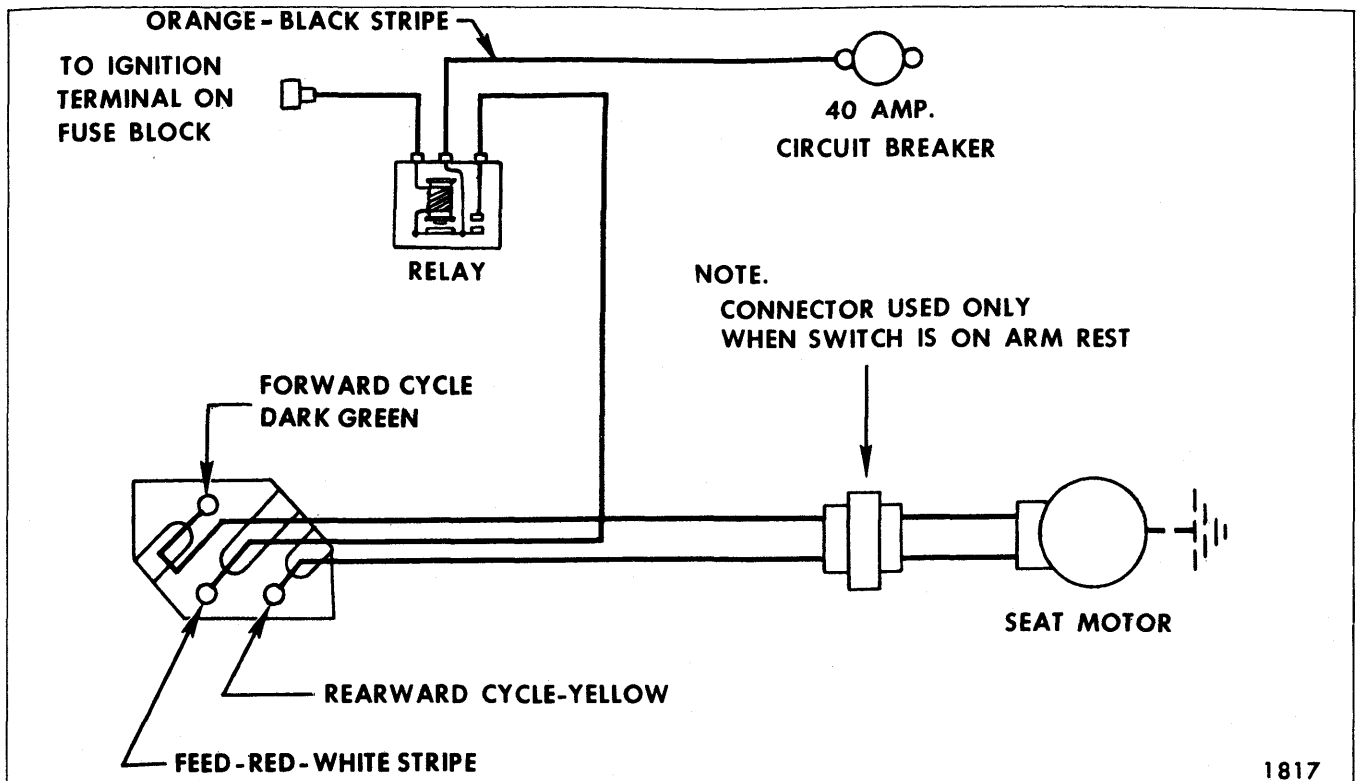 ORANGE-BLACK STRIPE
TO IGNITION
TERMINAL ON
FUSE BLOCK
40 AMP.
CIRCUIT BREAKER
RELAY
NOTE.
CONNECTOR USED ONLY
WHEN SWITCH IS ON ARM REST
FORWARD CYCLE
DARK GREEN
SEAT MOTOR
REARWARD CYCLE-YELLOW
FEED-RED-WHITE STRIPE
1817